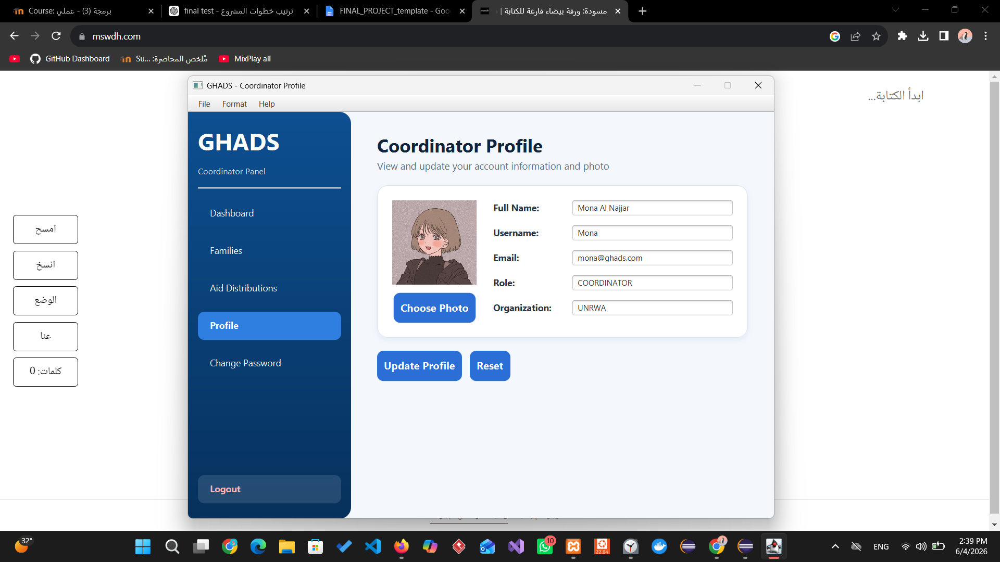 Course: برمجة (3) - عملي
final test - ترتيب خطوات المشروع
FINAL_PROJECT_template - Goo
مسودة: ورقة بيضاء فارغة للكتابة |
mswdh.com
GitHub Dashboard
Su... :مُلخص المحاضرة
MixPlay all
GHADS - Coordinator Profile
File Format Help
ابدأ الكتابة...
GHADS
Coordinator Panel
Dashboard
Families
Aid Distributions
Profile
Change Password
Logout
Coordinator Profile
View and update your account information and photo
Full Name: Mona Al Najjar
Username: Mona
Email: mona@ghads.com
Role: COORDINATOR
Organization: UNRWA
Choose Photo
Update Profile
Reset
امسح
انسخ
الوضع
عنا
كلمات: 0
32°
10
22.04
ENG
2:39 PM
6/4/2026